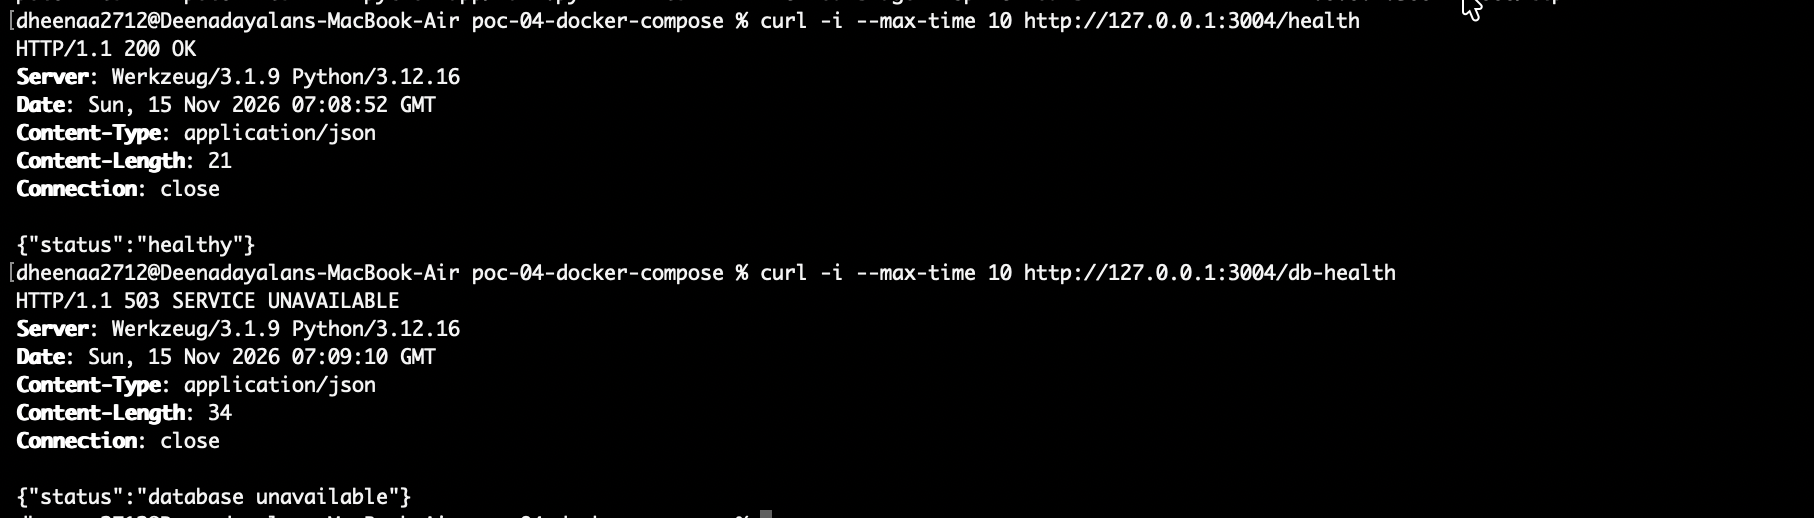 [dheenaa2712@Deenadayalans-MacBook-Air poc-04-docker-compose % curl -i --max-time 10 http://127.0.0.1:3004/health
HTTP/1.1 200 OK
Server: Werkzeug/3.1.9 Python/3.12.16
Date: Sun, 15 Nov 2026 07:08:52 GMT
Content-Type: application/json
Content-Length: 21
Connection: close
{"status":"healthy"}
[dheenaa2712@Deenadayalans-MacBook-Air poc-04-docker-compose % curl -i --max-time 10 http://127.0.0.1:3004/db-health
HTTP/1.1 503 SERVICE UNAVAILABLE
Server: Werkzeug/3.1.9 Python/3.12.16
Date: Sun, 15 Nov 2026 07:09:10 GMT
Content-Type: application/json
Content-Length: 34
Connection: close
{"status":"database unavailable"}